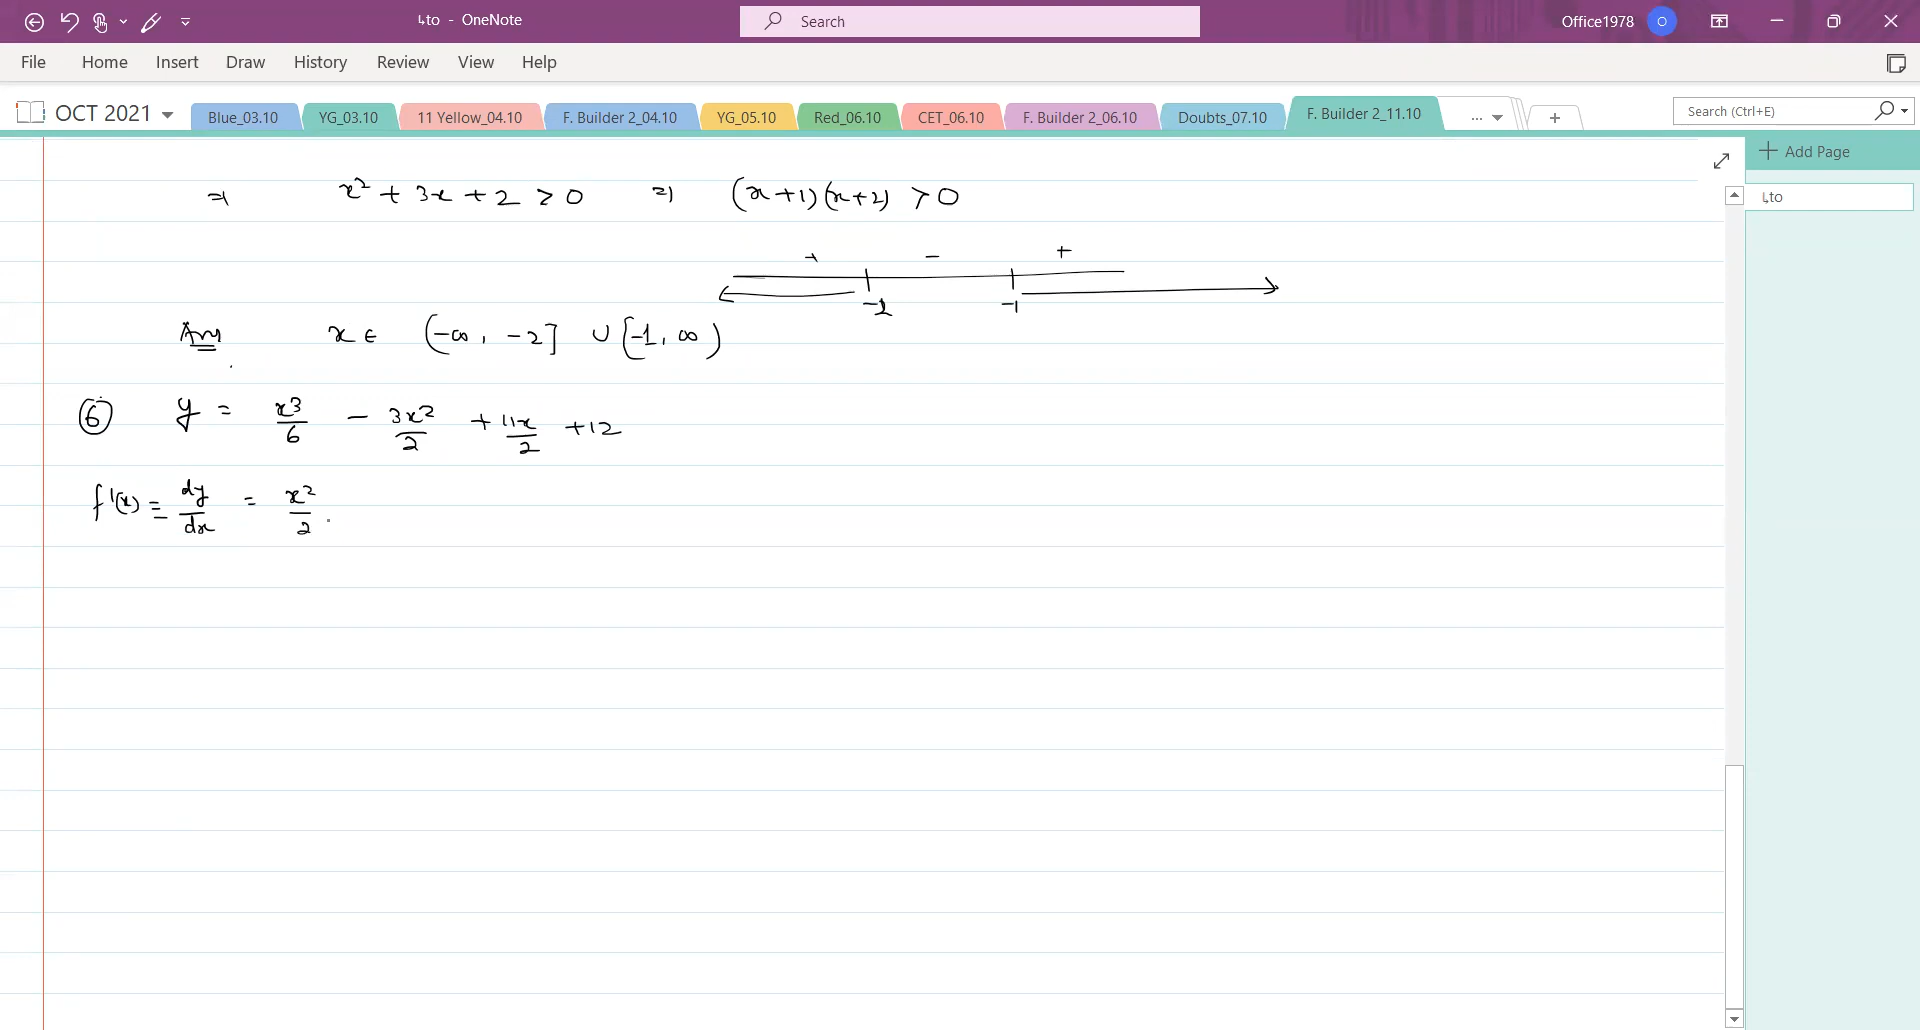 ↳to - OneNote
Search
Office1978
O
File Home Insert Draw History Review View Help
OCT 2021
Blue_03.10
YG_03.10
11 Yellow_04.10
F. Builder 2_04.10
YG_05.10
Red_06.10
CET_06.10
F. Builder 2_06.10
Doubts_07.10
F. Builder 2_11.10
...
+
Search (Ctrl+E)
+ Add Page
↳to
⇒ x² + 3x + 2 > 0 ⇒ (x+1)(x+2) > 0
+ - +
-2 -1
Ans x ∈ (-∞, -2] ∪ [-1, ∞)
⑥ y = x³/6 - 3x²/2 + 11x/2 + 12
f'(x) = dy/dx = x²/2